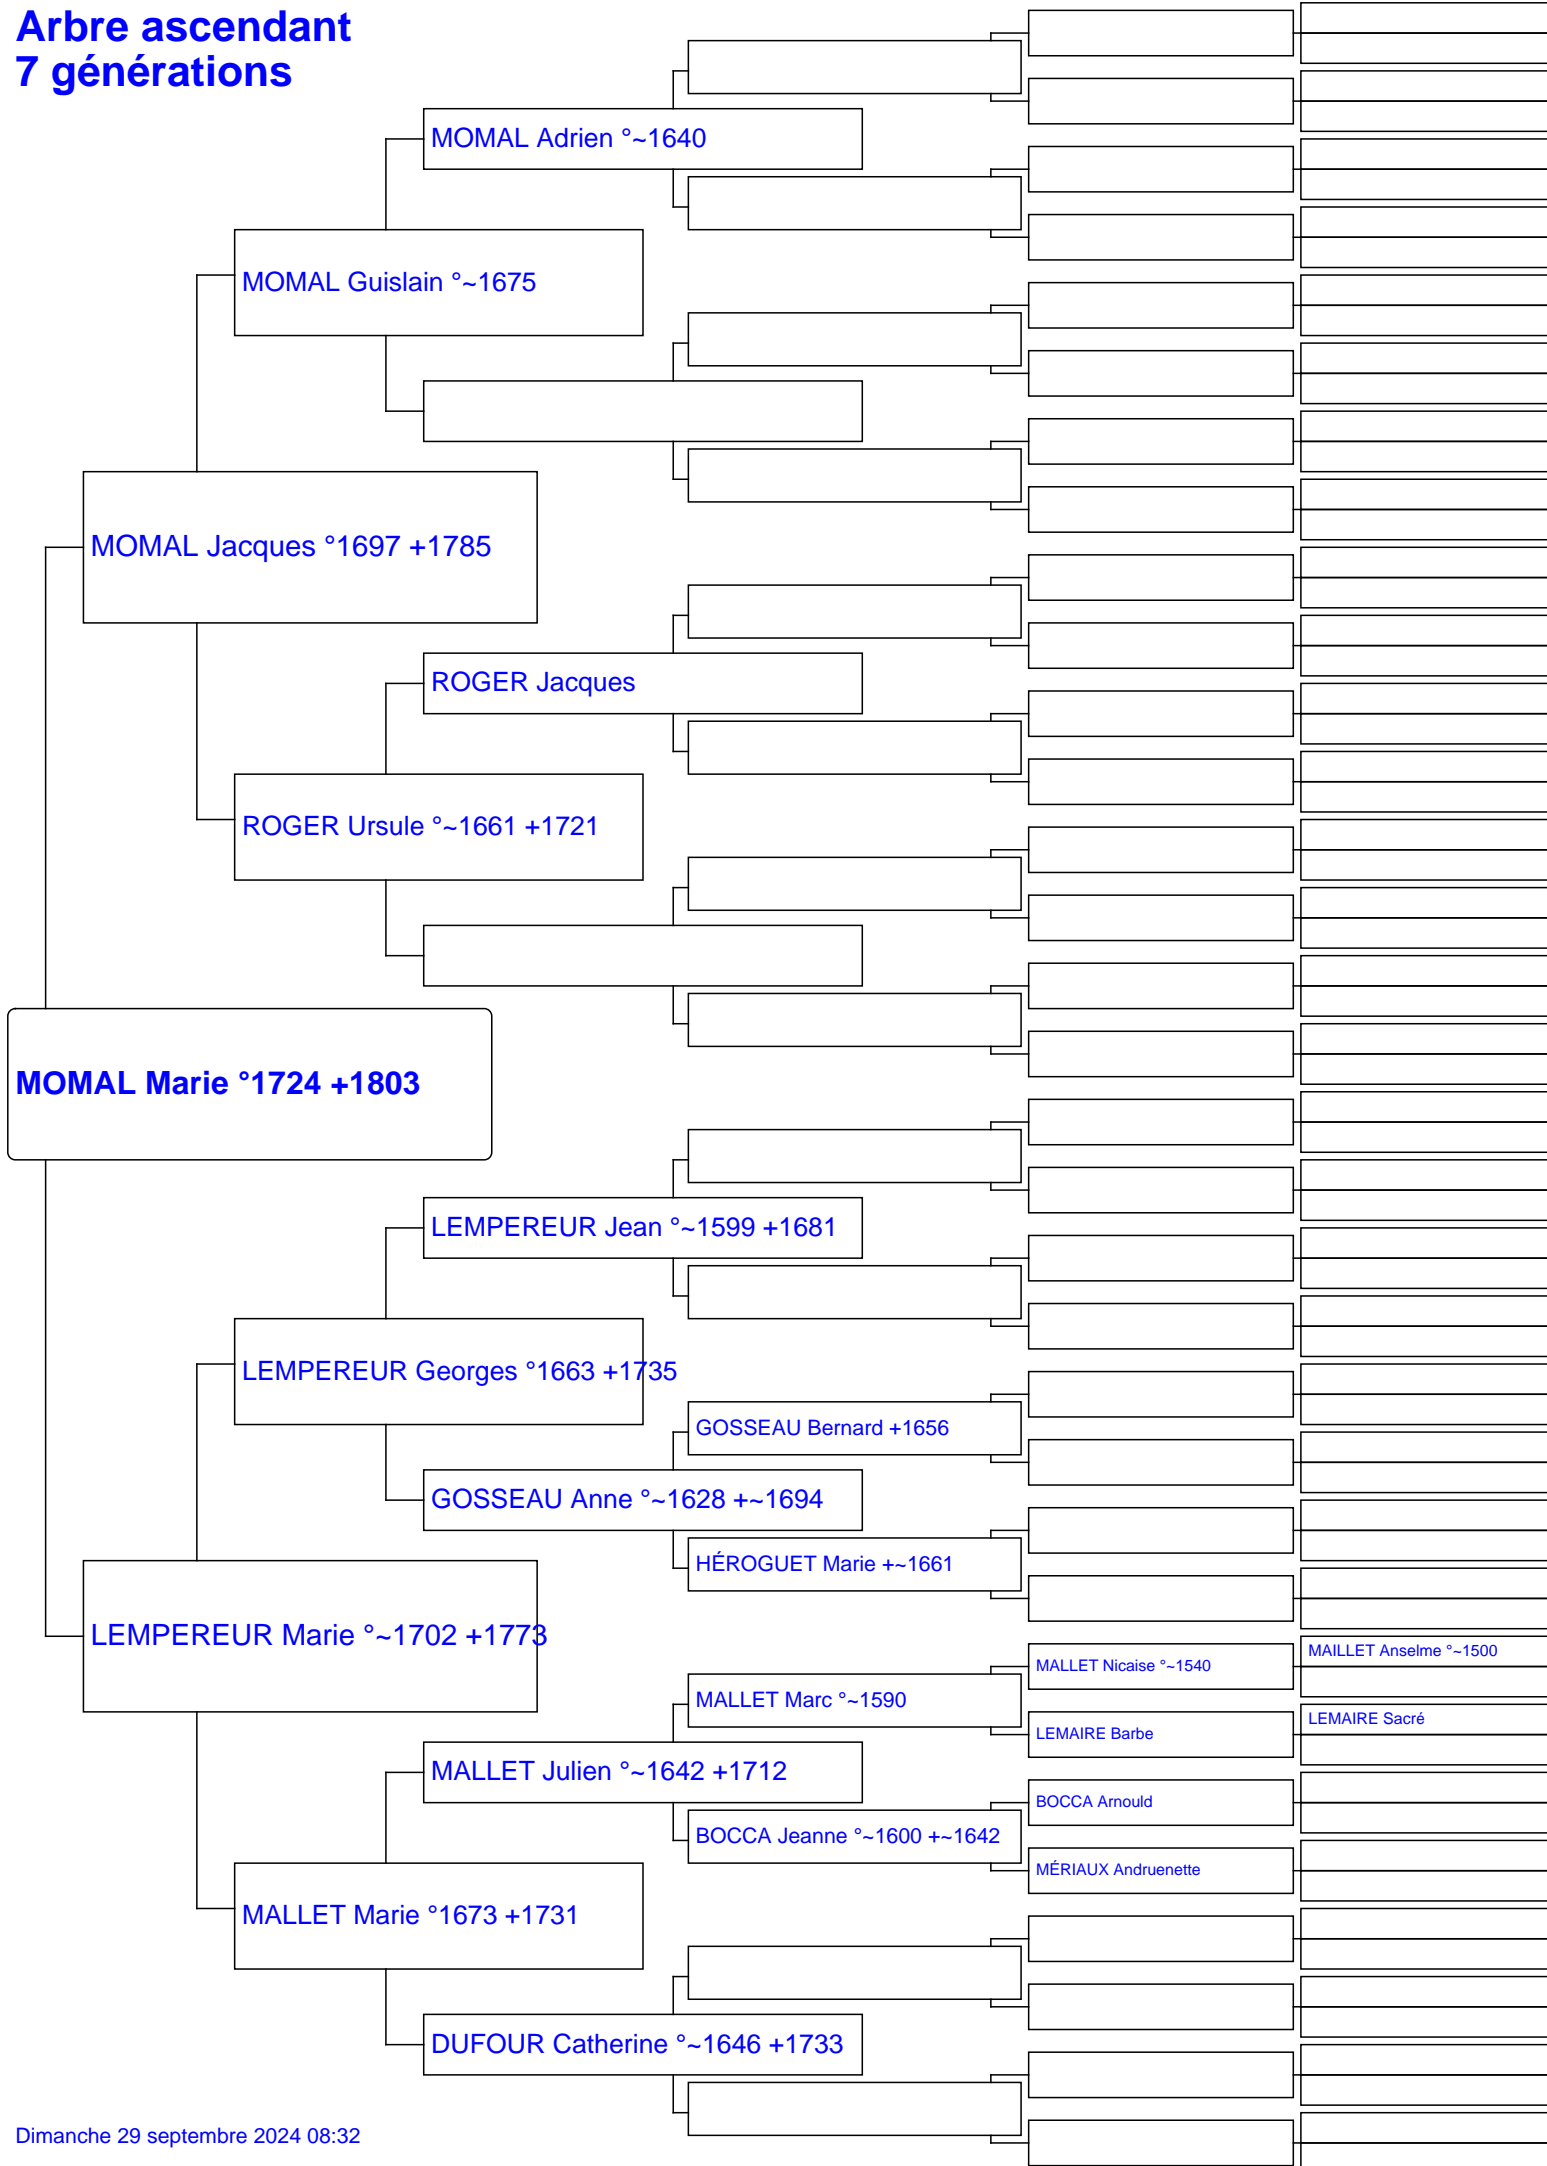 Arbre ascendant
7 générations
MOMAL Adrien °~1640
MOMAL Guislain °~1675
MOMAL Jacques °1697 +1785
ROGER Jacques
ROGER Ursule °~1661 +1721
MOMAL Marie °1724 +1803
LEMPEREUR Jean °~1599 +1681
LEMPEREUR Georges °1663 +1735
GOSSEAU Bernard +1656
GOSSEAU Anne °~1628 +~1694
HÉROGUET Marie +~1661
LEMPEREUR Marie °~1702 +1773
MAILLET Anselme °~1500
MALLET Nicaise °~1540
MALLET Marc °~1590
LEMAIRE Sacré
LEMAIRE Barbe
MALLET Julien °~1642 +1712
BOCCA Arnould
BOCCA Jeanne °~1600 +~1642
MÉRIAUX Andruenette
MALLET Marie °1673 +1731
DUFOUR Catherine °~1646 +1733
Dimanche 29 septembre 2024 08:32